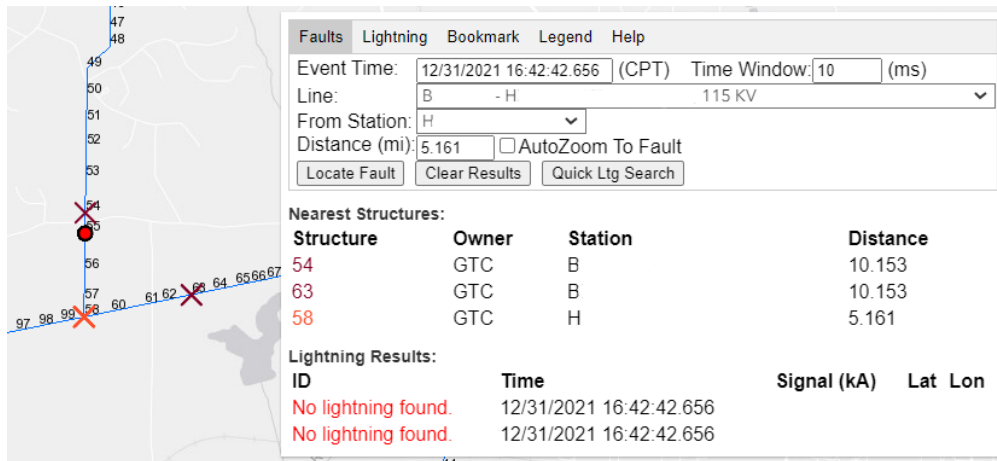 47
48
49
50
51
52
53
54
55
56
57
58
60
61 62 63 64 65 66 67
97 98 99
Faults Lightning Bookmark Legend Help
Event Time: 12/31/2021 16:42:42.656 (CPT) Time Window: 10 (ms)
Line: B - H 115 KV
From Station: H
Distance (mi): 5.161 AutoZoom To Fault
Locate Fault Clear Results Quick Ltg Search
Nearest Structures:
Structure Owner Station Distance
54 GTC B 10.153
63 GTC B 10.153
58 GTC H 5.161
Lightning Results:
ID Time Signal (kA) Lat Lon
No lightning found. 12/31/2021 16:42:42.656
No lightning found. 12/31/2021 16:42:42.656